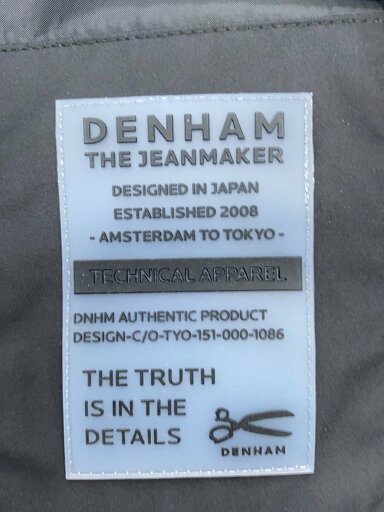 DENHAM
THE JEANMAKER
DESIGNED IN JAPAN
ESTABLISHED 2008
- AMSTERDAM TO TOKYO -
TECHNICAL APPAREL
DNHM AUTHENTIC PRODUCT
DESIGN-C/O-TYO-151-000-1086
THE TRUTH
IS IN THE
DETAILS
DENHAM